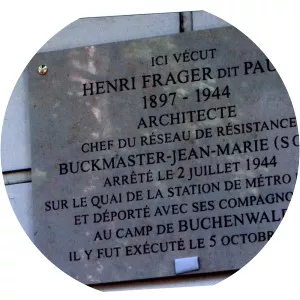 ICI VÉCUT
HENRI FRAGER DIT PAU
1897 - 1944
ARCHITECTE
CHEF DU RÉSEAU DE RÉSISTANCE
BUCKMASTER-JEAN-MARIE (SO
ARRÊTÉ LE 2 JUILLET 1944
SUR LE QUAI DE LA STATION DE MÉTRO
ET DÉPORTÉ AVEC SES COMPAGNO
AU CAMP DE BUCHENWAL
IL Y FUT EXÉCUTÉ LE 5 OCTOB